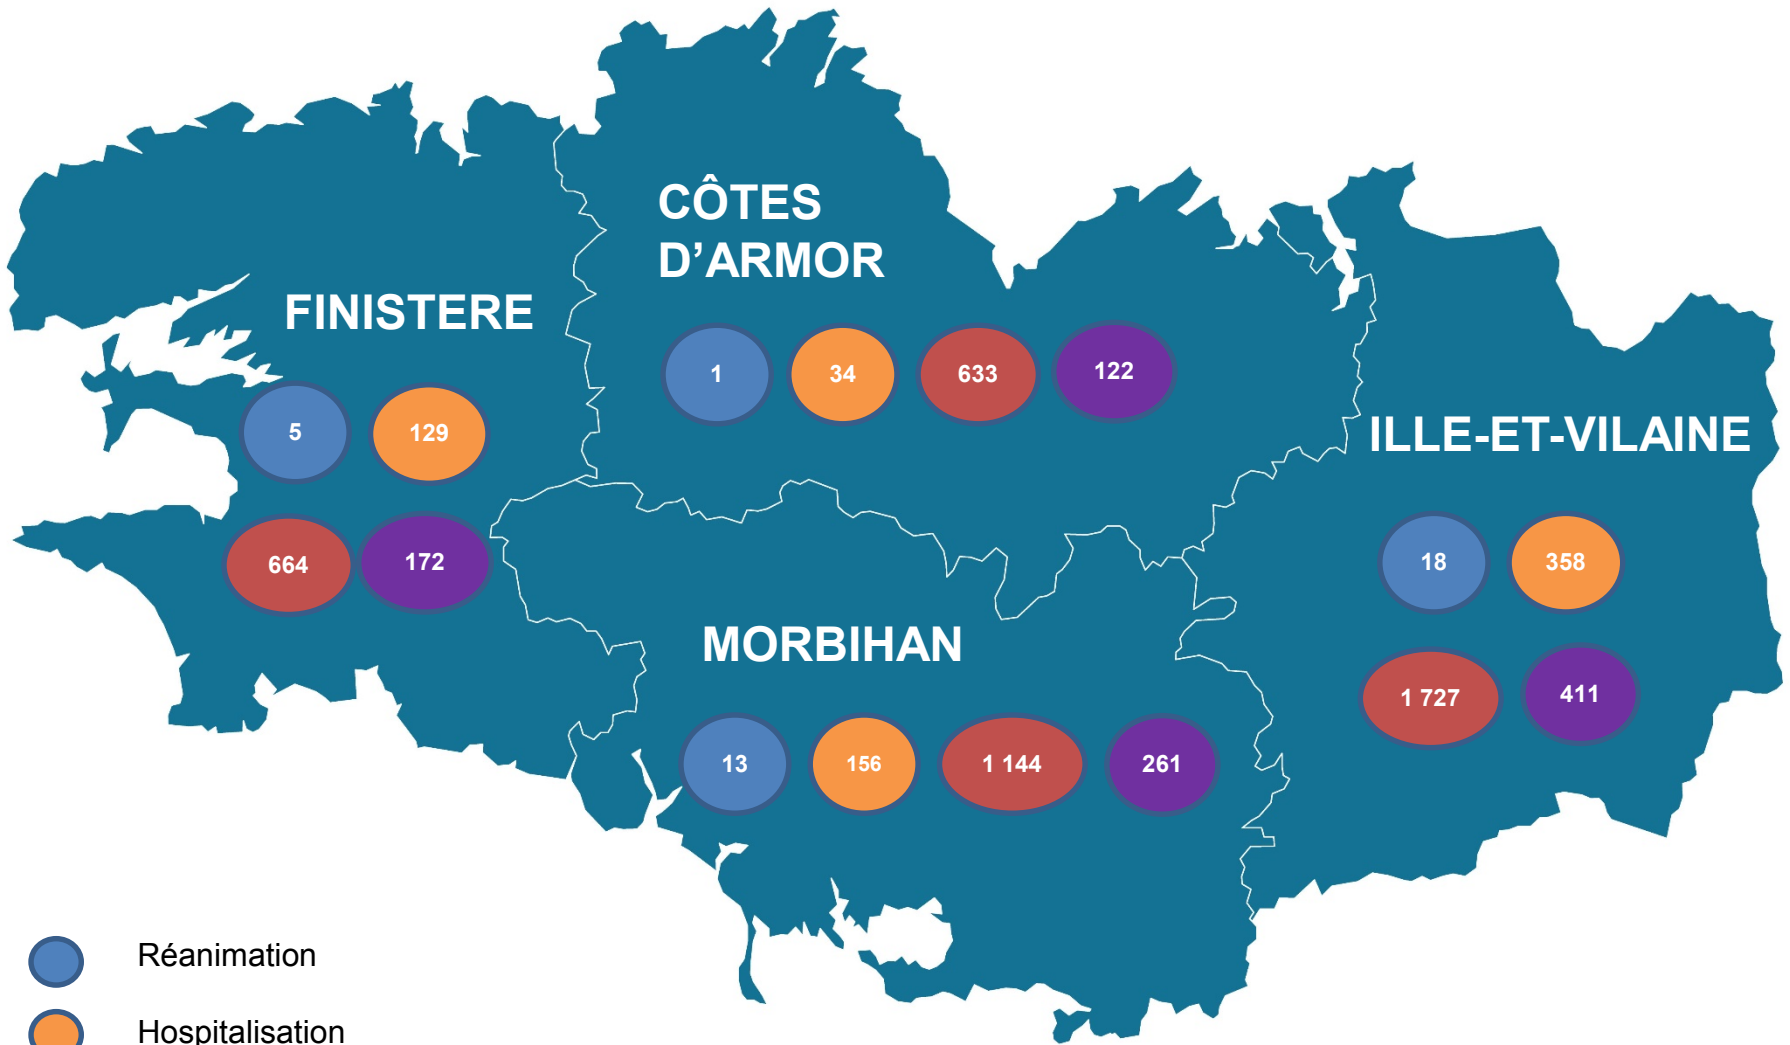 CÔTES
D’ARMOR
1 34 633 122
FINISTERE
5 129
664 172
ILLE-ET-VILAINE
18 358
1 727 411
MORBIHAN
13 156 1 144 261
Réanimation
Hospitalisation